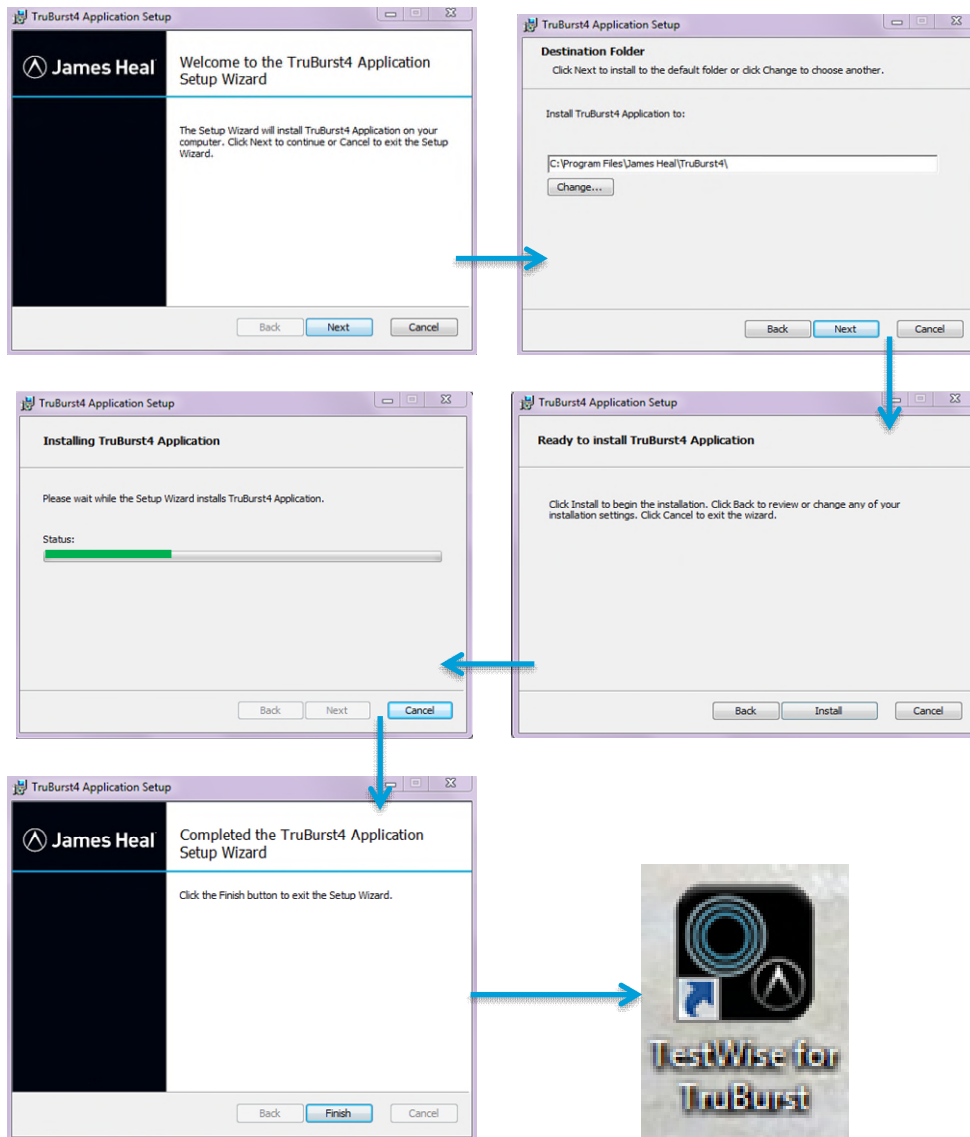 TruBurst4 Application Setup
James Heal
Welcome to the TruBurst4 Application
Setup Wizard
The Setup Wizard will install TruBurst4 Application on your
computer. Click Next to continue or Cancel to exit the Setup
Wizard.
Back Next Cancel
TruBurst4 Application Setup
Destination Folder
Click Next to install to the default folder or click Change to choose another.
Install TruBurst4 Application to:
C:\Program Files\James Heal\TruBurst4\
Change...
Back Next Cancel
TruBurst4 Application Setup
Ready to install TruBurst4 Application
Click Install to begin the installation. Click Back to review or change any of your
installation settings. Click Cancel to exit the wizard.
Back Install Cancel
TruBurst4 Application Setup
Installing TruBurst4 Application
Please wait while the Setup Wizard installs TruBurst4 Application.
Status:
Back Next Cancel
TruBurst4 Application Setup
James Heal
Completed the TruBurst4 Application
Setup Wizard
Click the Finish button to exit the Setup Wizard.
Back Finish Cancel
TestWise for
TruBurst